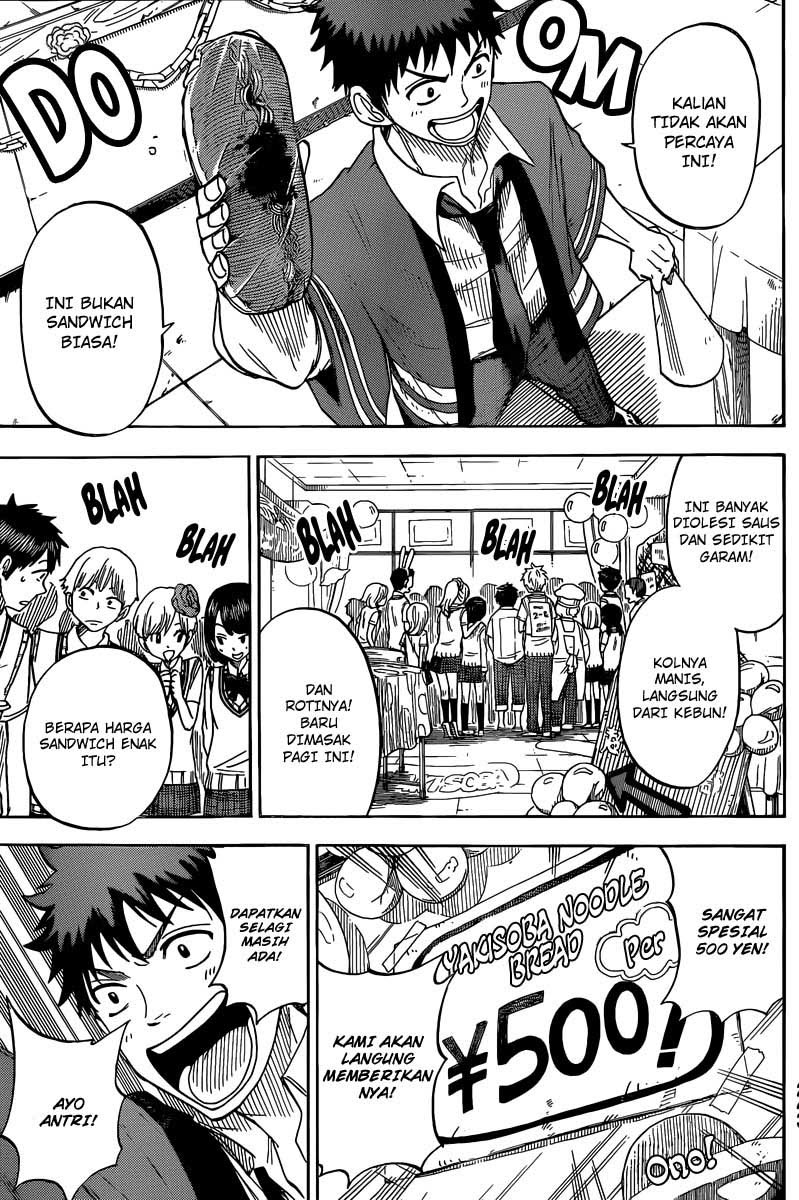 DO
OM
KALIAN
TIDAK AKAN
PERCAYA
INI!
INI BUKAN
SANDWICH
BIASA!
INI BANYAK
DIOLESI SAUS
DAN SEDIKIT
GARAM!
BLAH
BLAH
BLAH
KOLNYA
MANIS,
LANGSUNG
DARI KEBUN!
DAN
ROTINYA!
BARU
DIMASAK
PAGI INI!
BLAH
BLAH
BERAPA HARGA
SANDWICH ENAK
ITU?
SANGAT
SPESIAL
500 YEN!
YAKISOBA NOODLE
BREAD
Per
¥500!
KAMI AKAN
LANGUNG
MEMBERIKAN
NYA!
Ono!
DAPATKAN
SELAGI
MASIH
ADA!
AYO
ANTRI!